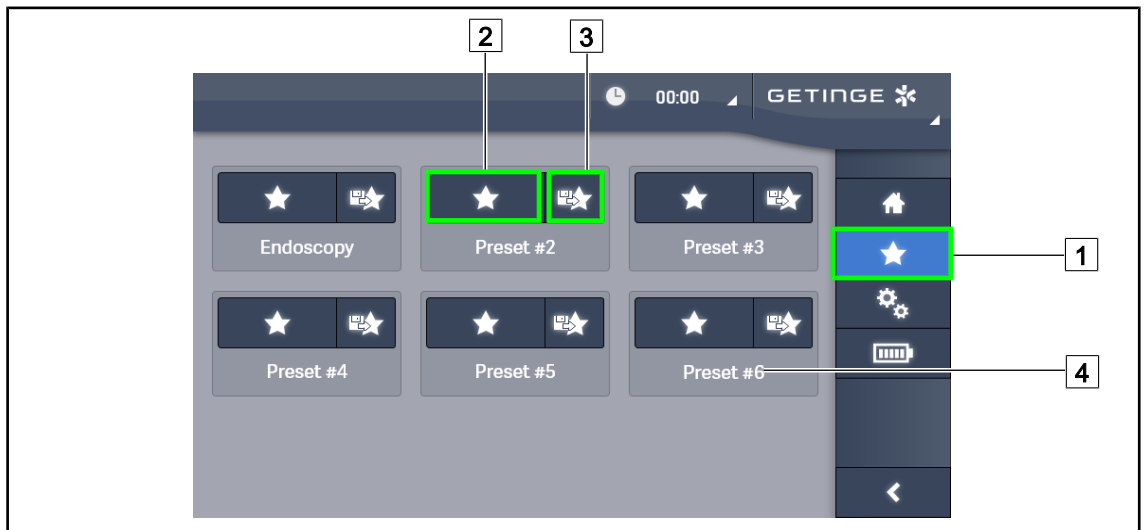 2 3
00:00 GETINGE
Endoscopy Preset #2 Preset #3
1
Preset #4 Preset #5 Preset #6
4